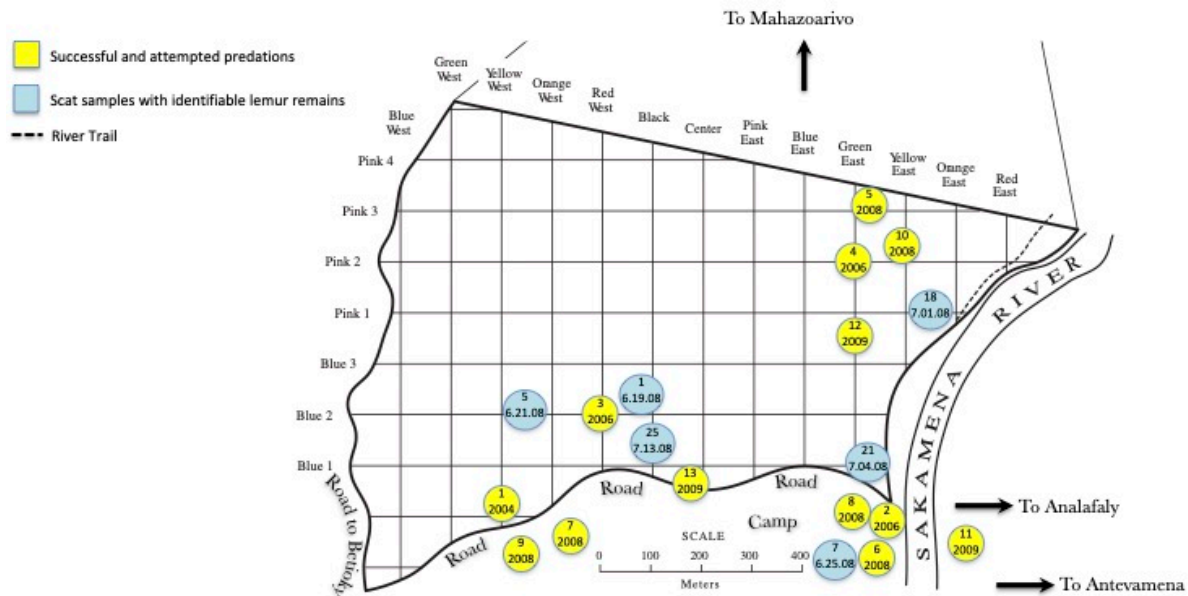 To Mahazoarivo
Successful and attempted predations
Scat samples with identifiable lemur remains
River Trail
Green
West
Yellow
West
Orange
West
Red
West
Blue
West
Black
Center
Pink
East
Blue
East
Green
East
Yellow
East
Orange
East
Red
East
Pink 4
Pink 3
Pink 2
Pink 1
Blue 3
Blue 2
Blue 1
5
2008
10
2008
4
2006
18
7.01.08
12
2009
1
6.19.08
5
6.21.08
3
2006
25
7.13.08
21
7.04.08
13
2009
1
2004
8
2008
2
2006
7
2008
9
2008
11
2009
7
6.25.08
6
2008
Road to Betioky
Road
Road
Road
Camp
SAKAMENA RIVER
To Analafaly
To Antevamena
SCALE
0 100 200 300 400
Meters